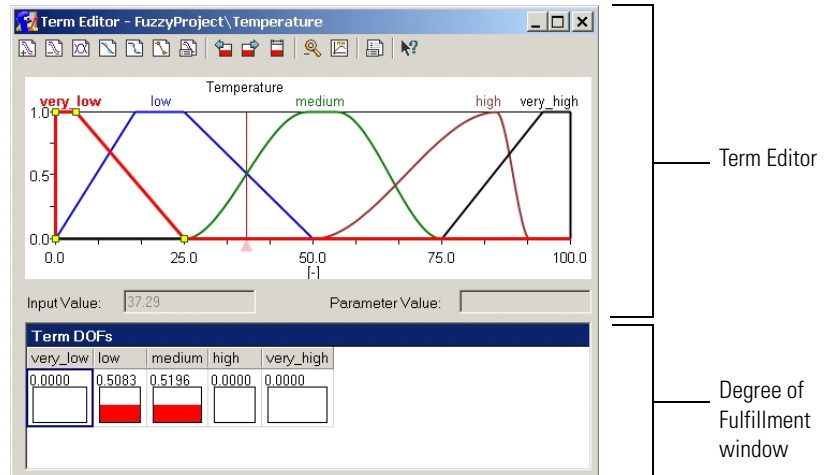 Term Editor - FuzzyProject\Temperature
Temperature
very_low low medium high very_high
1.0
0.5
0.0
0.0 25.0 50.0 75.0 100.0
[-]
Input Value: 37.29 Parameter Value:
Term DOFs
very_low low medium high very_high
0.0000 0.5083 0.5196 0.0000 0.0000
Term Editor
Degree of
Fulfillment
window